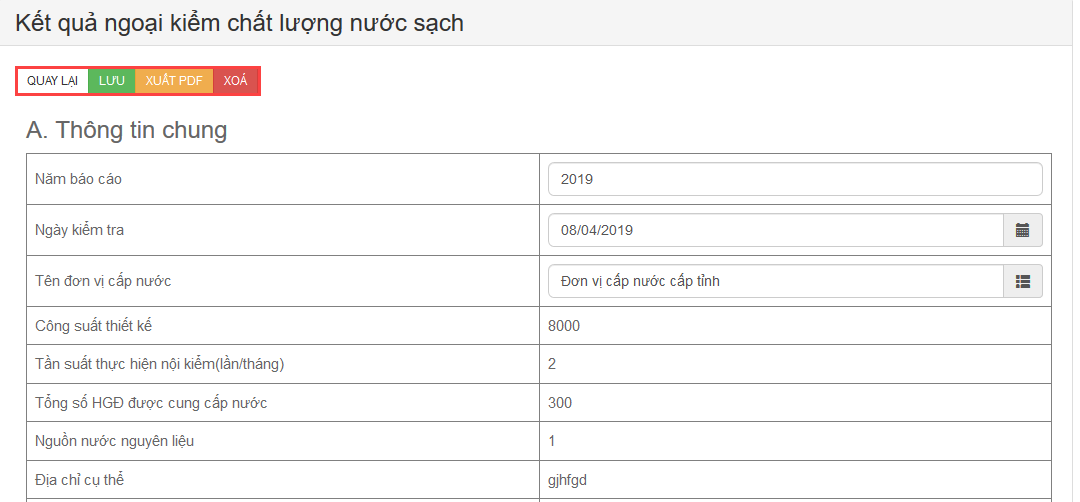 Kết quả ngoại kiểm chất lượng nước sạch
QUAY LẠI LƯU XUẤT PDF XOÁ
A. Thông tin chung
Năm báo cáo 2019
Ngày kiểm tra 08/04/2019
Tên đơn vị cấp nước Đơn vị cấp nước cấp tỉnh
Công suất thiết kế 8000
Tần suất thực hiện nội kiểm(lần/tháng) 2
Tổng số HGĐ được cung cấp nước 300
Nguồn nước nguyên liệu 1
Địa chỉ cụ thể gjhfgd